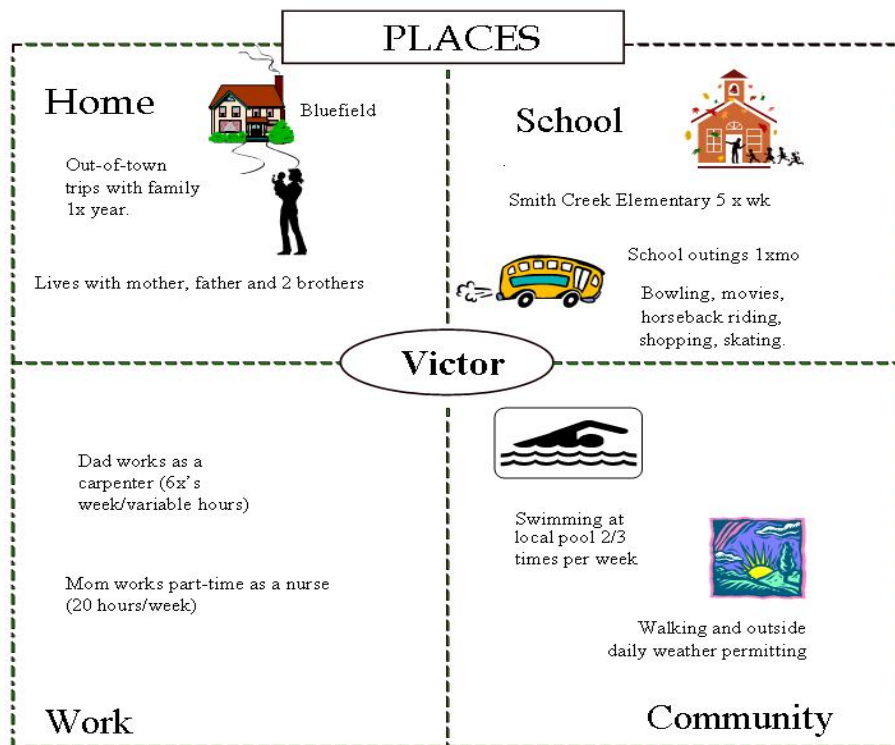 PLACES
Home
Bluefield
Out-of-town
trips with family
1x year.
Lives with mother, father and 2 brothers
School
.
Smith Creek Elementary 5 x wk
School outings 1xmo
Bowling, movies,
horseback riding,
shopping, skating.
Victor
Dad works as a
carpenter (6x's
week/variable hours)
Mom works part-time as a nurse
(20 hours/week)
Work
Swimming at
local pool 2/3
times per week
Walking and outside
daily weather permitting
Community